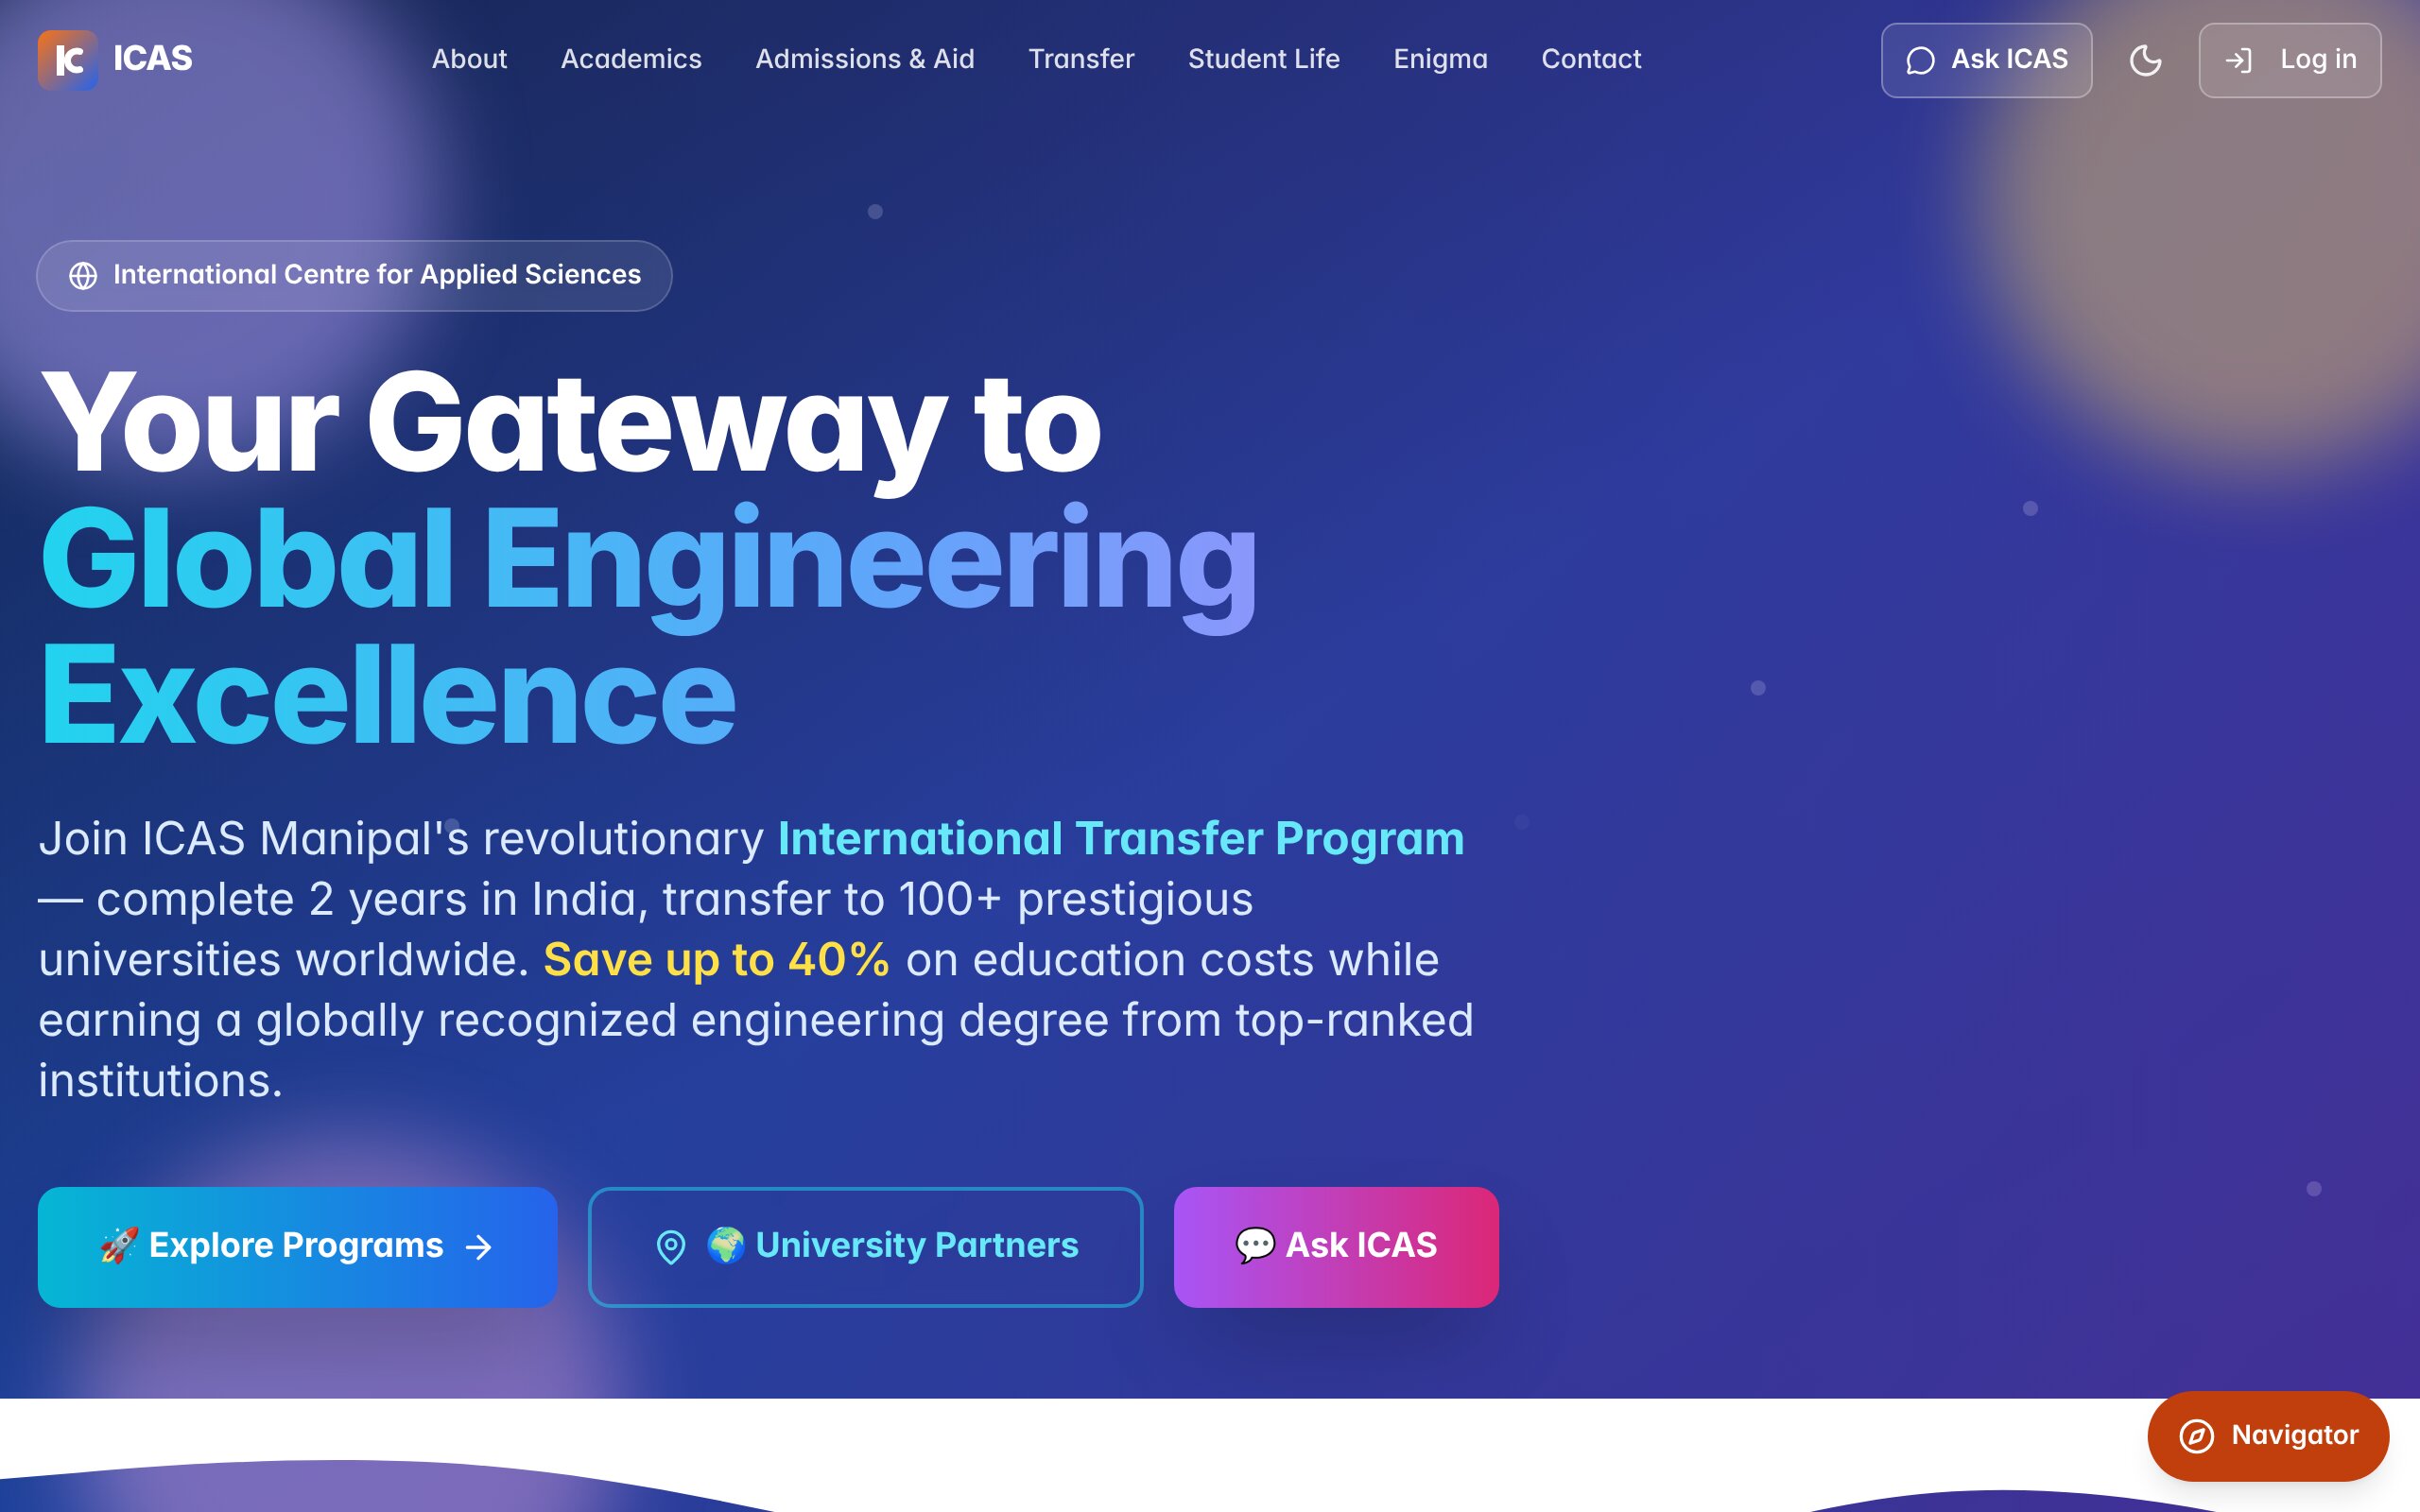 IC ICAS
About Academics Admissions & Aid Transfer Student Life Enigma Contact
Ask ICAS
Log in
International Centre for Applied Sciences
Your Gateway to
Global Engineering
Excellence
Join ICAS Manipal's revolutionary International Transfer Program
— complete 2 years in India, transfer to 100+ prestigious
universities worldwide. Save up to 40% on education costs while
earning a globally recognized engineering degree from top-ranked
institutions.
🚀 Explore Programs →
🌍 University Partners
💬 Ask ICAS
Navigator